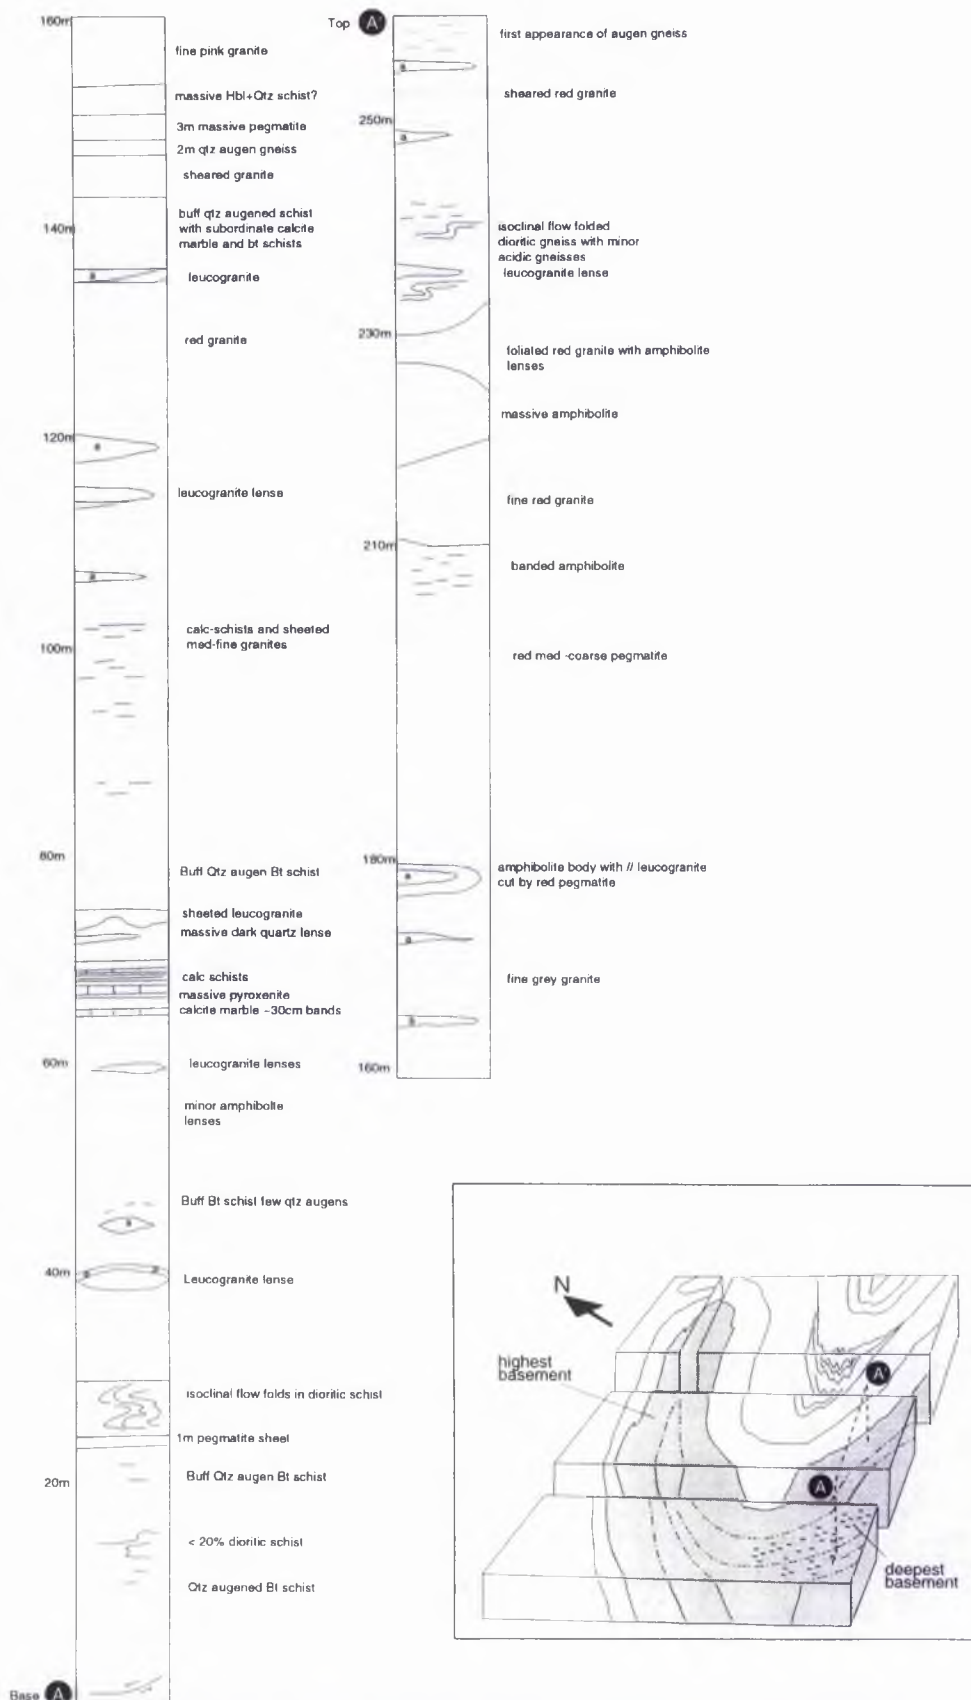 160m
fine pink granite
massive Hbl+Qtz schist?
3m massive pegmatite
2m qtz augen gneiss
sheared granite
buff qtz augened schist
with subordinate calcite
marble and bt schists
140m
leucogranite
red granite
120m
leucogranite lense
calc-schists and sheeted
med-fine granites
100m
80m
Buff Qtz augen Bt schist
sheeted leucogranite
massive dark quartz lense
calc schists
massive pyroxenite
calcite marble ~30cm bands
60m
leucogranite lenses
minor amphibolte
lenses
Buff Bt schist few qtz augens
40m
Leucogranite lense
isoclinal flow folds in dioritic schist
1m pegmatite sheet
Buff Qtz augen Bt schist
20m
< 20% dioritic schist
Qtz augened Bt schist
Base A
Top A'
first appearance of augen gneiss
sheared red granite
250m
isoclinal flow folded
dioritic gneiss with minor
acidic gneisses
leucogranite lense
230m
foliated red granite with amphibolite
lenses
massive amphibolite
fine red granite
210m
banded amphibolite
red med -coarse pegmatite
180m
amphibolite body with // leucogranite
cut by red pegmatite
fine grey granite
160m
N
highest
basement
A'
A
deepest
basement